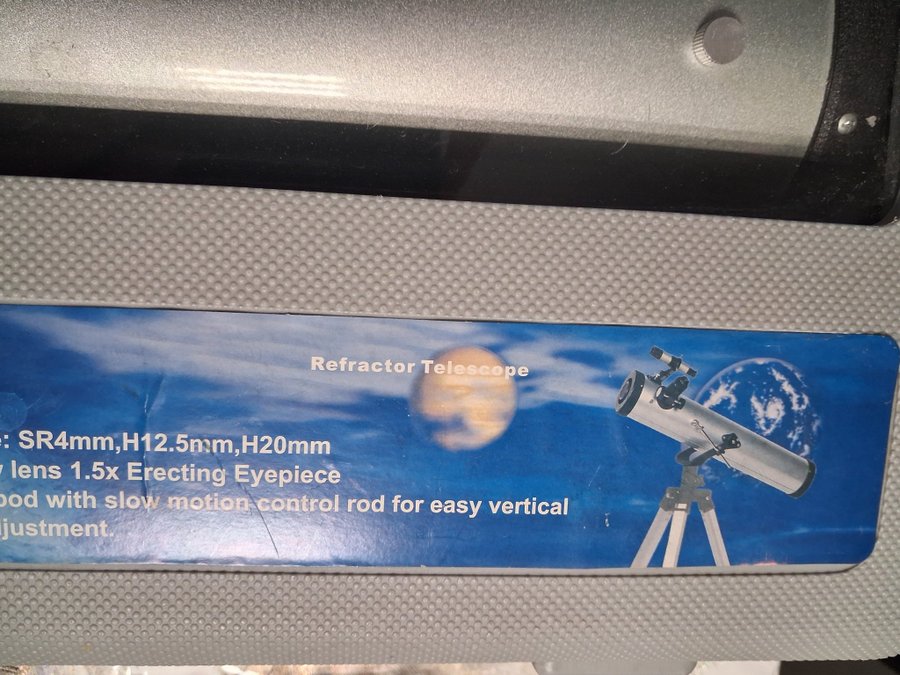 Refractor Telescope
e: SR4mm,H12.5mm,H20mm
lens 1.5x Erecting Eyepiece
pod with slow motion control rod for easy vertical
justment.